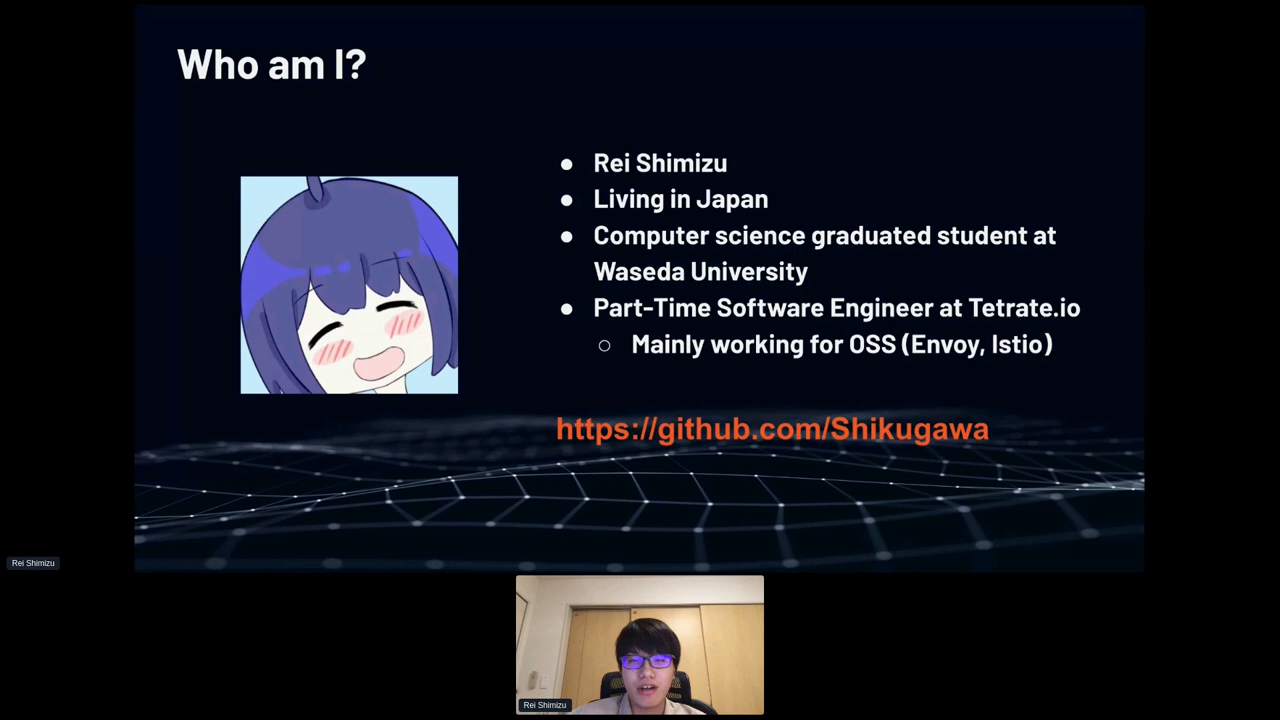 Who am I?
● Rei Shimizu
● Living in Japan
● Computer science graduated student at
Waseda University
● Part-Time Software Engineer at Tetrate.io
○ Mainly working for OSS (Envoy, Istio)
https://github.com/Shikugawa
Rei Shimizu
Rei Shimizu